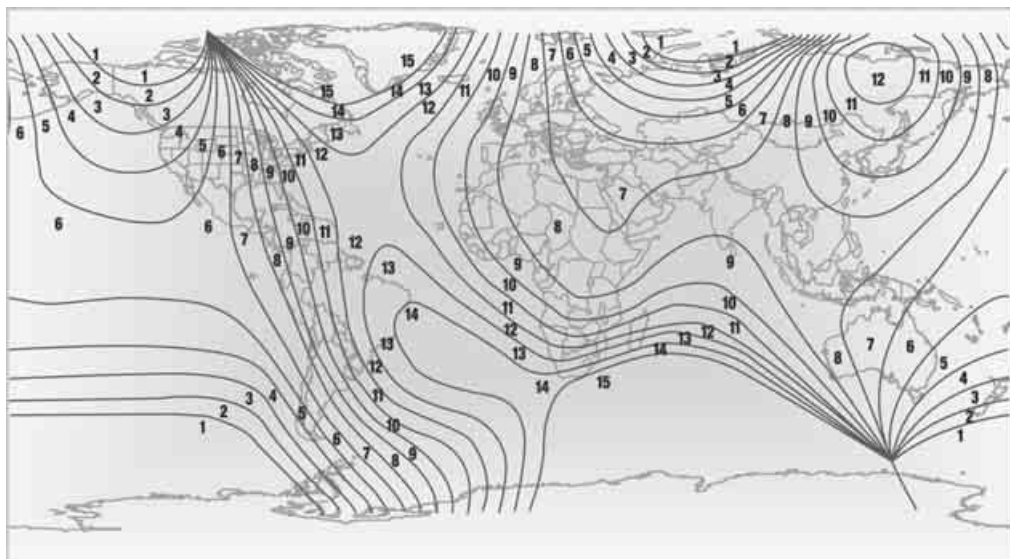 1 15 1 7 6 5 4 3 2 1
2 1 15 14 13 12 11 10 9 8 2 3 4 12 11 10 9 8
3 2 14 5 11
4 3 13 6 10
6 5 4 5 6 7 8 9 10 11 12 7 8 9
6 6 7 8 9 10 11 12 8 7
13 9 9
14 10 10
11 11
13 12 12
12 13 13
11 14 14 15 8 7 6 5
1 2 3 4 5 10 4
6 9 3
7 8 2
1